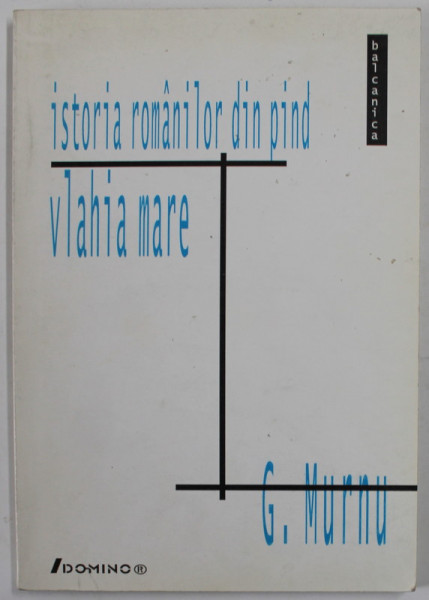 balcanica
istoria românilor din pind
vlahia mare
G. Murnu
DOMINO®